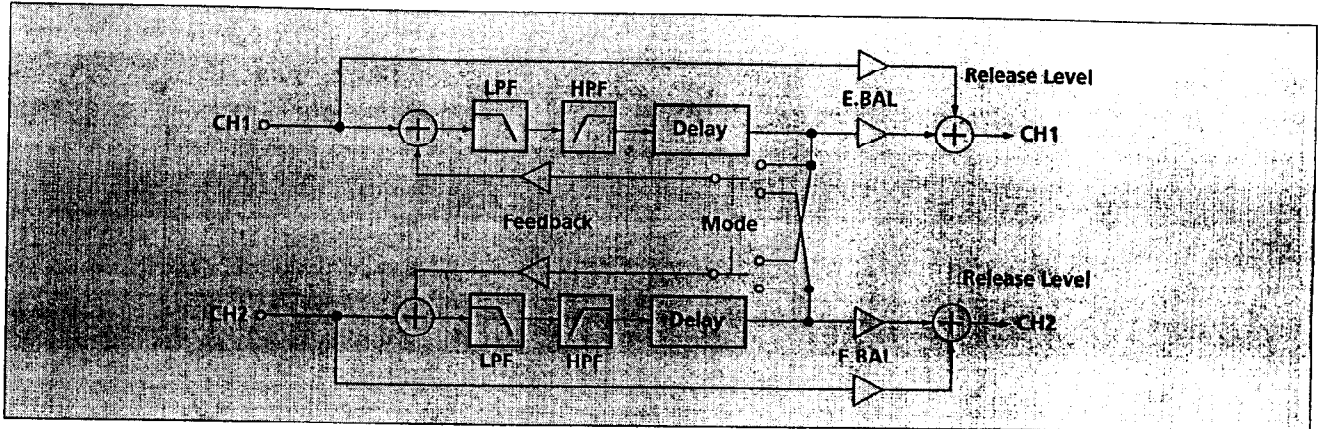 LPF HPF Release Level
E.BAL
CH1 Delay CH1
Feedback Mode
Release Level
CH2 Delay CH2
LPF HPF E.BAL